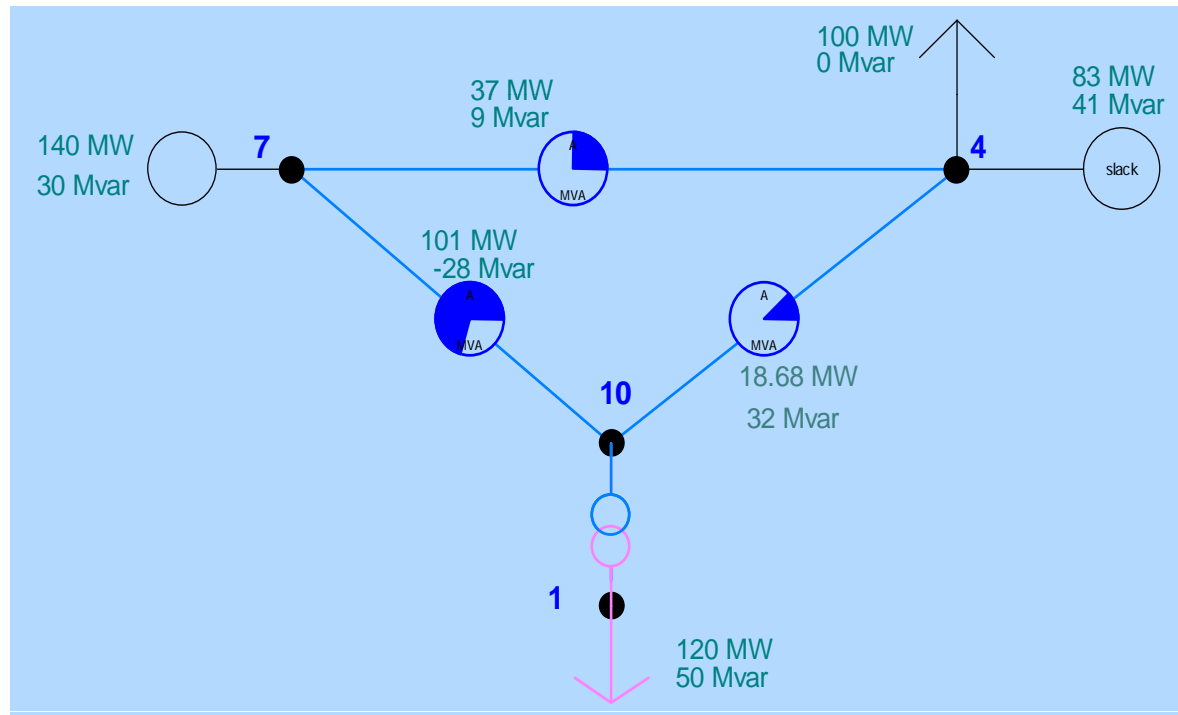 100 MW
0 Mvar
83 MW
41 Mvar
37 MW
9 Mvar
140 MW
30 Mvar
7
4
A
MVA
slack
101 MW
-28 Mvar
A
MVA
A
MVA
18.68 MW
32 Mvar
10
1
120 MW
50 Mvar